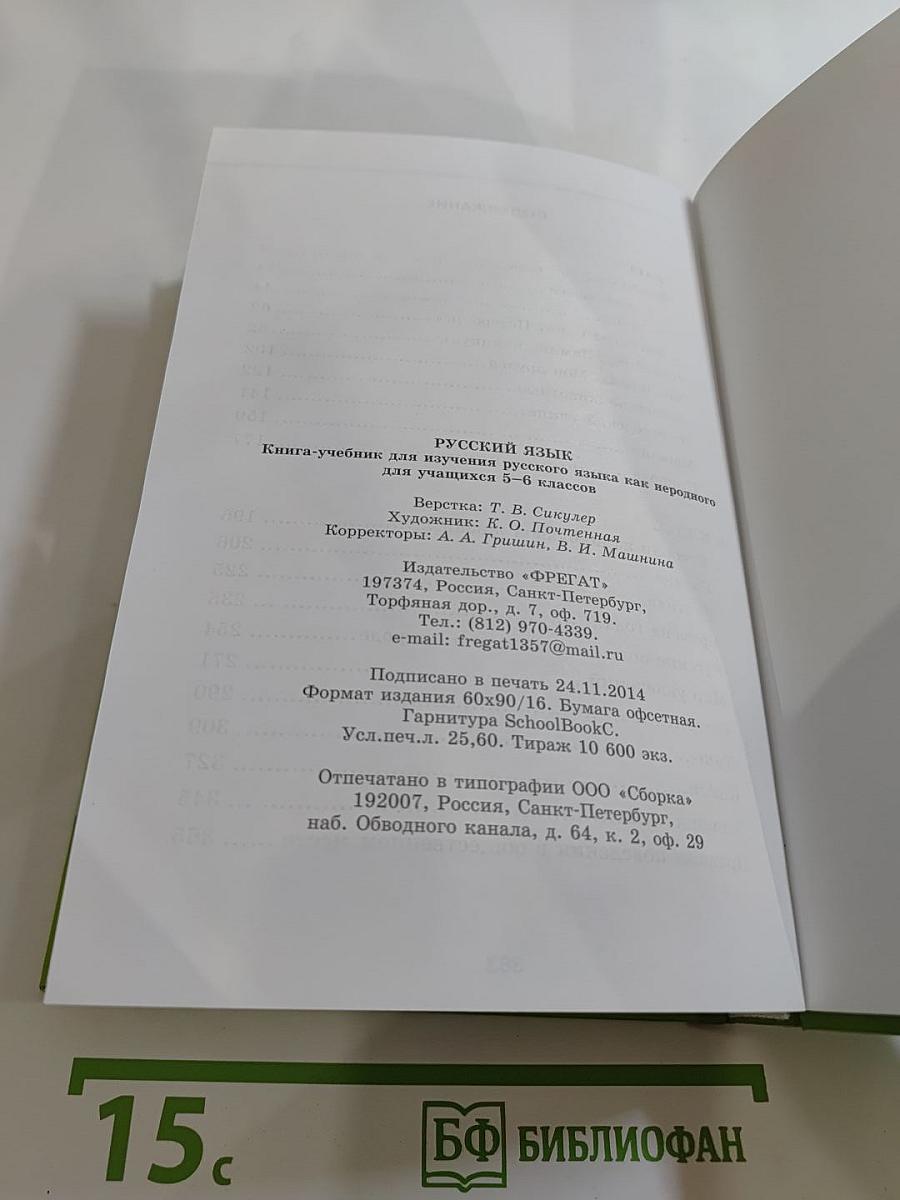 РУССКИЙ ЯЗЫК
Книга-учебник для изучения русского языка как неродного
для учащихся 5–6 классов
Верстка: Т. В. Сикулер
Художник: К. О. Почтенная
Корректоры: А. А. Гришин, В. И. Машнина
Издательство «ФРЕГАТ»
197374, Россия, Санкт-Петербург,
Торфяная дор., д. 7, оф. 719.
Тел.: (812) 970-4339.
e-mail: fregat1357@mail.ru
Подписано в печать 24.11.2014
Формат издания 60х90/16. Бумага офсетная.
Гарнитура SchoolBookC.
Усл.печ.л. 25,60. Тираж 10 600 экз.
Отпечатано в типографии ООО «Сборка»
192007, Россия, Санкт-Петербург,
наб. Обводного канала, д. 64, к. 2, оф. 29
15 с
БФ БИБЛИОФАН